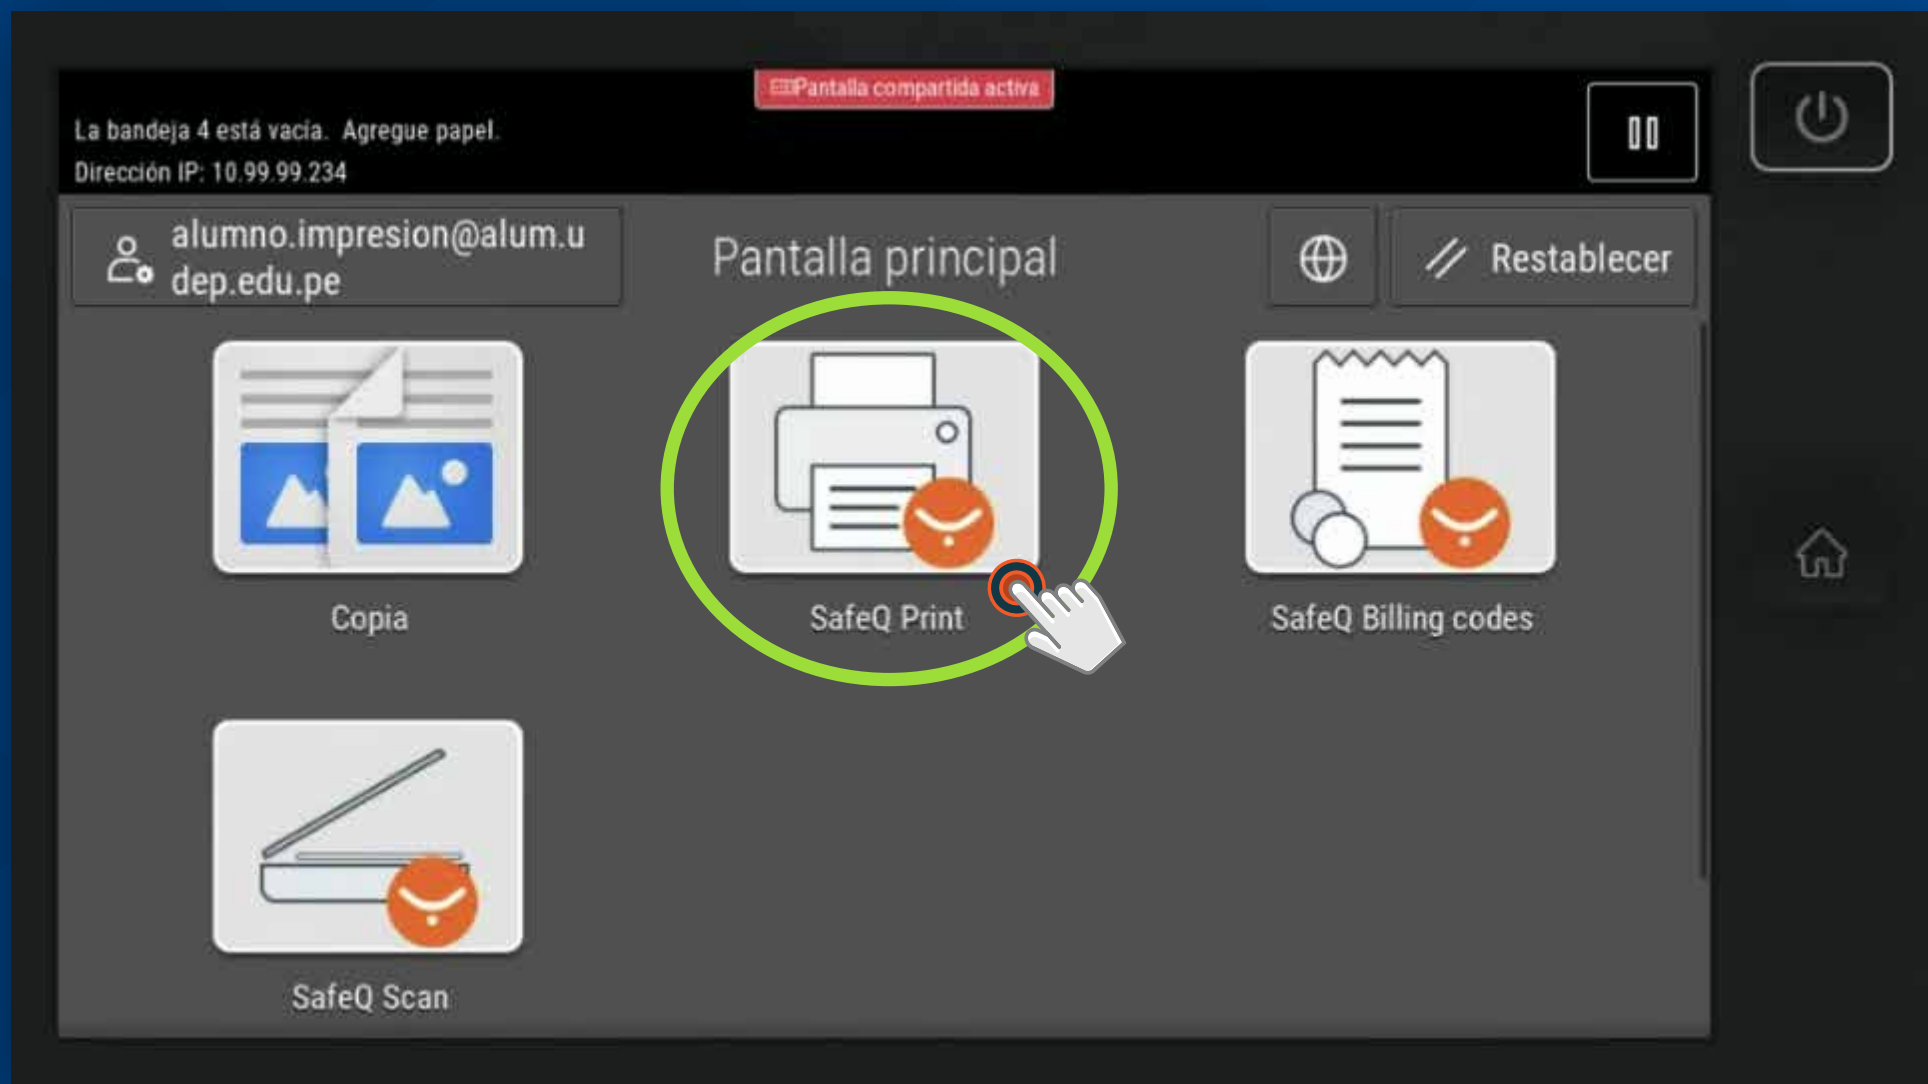 Pantalla compartida activa
La bandeja 4 está vacía. Agregue papel.
Dirección IP: 10.99.99.234
alumno.impresion@alum.u
dep.edu.pe
Pantalla principal
Restablecer
Copia
SafeQ Print
SafeQ Billing codes
SafeQ Scan